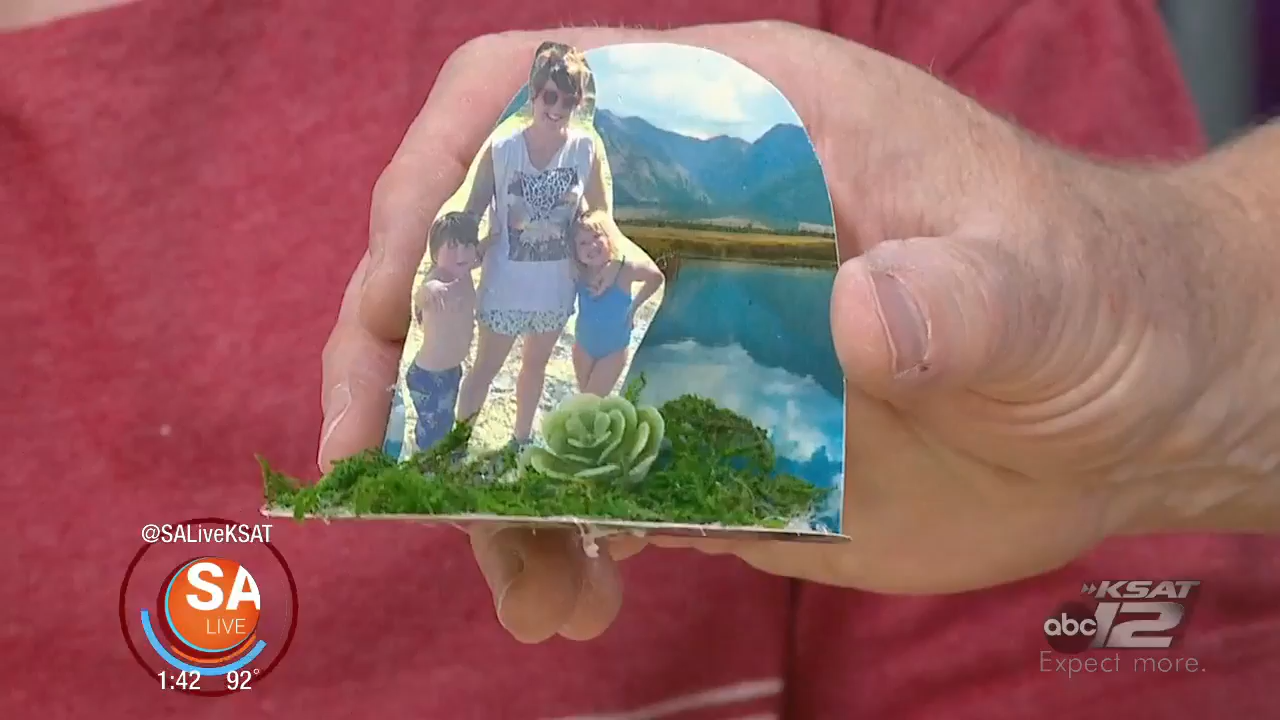 @SALiveKSAT
SA
LIVE
1:42 92°
KSAT
abc 12
Expect more.